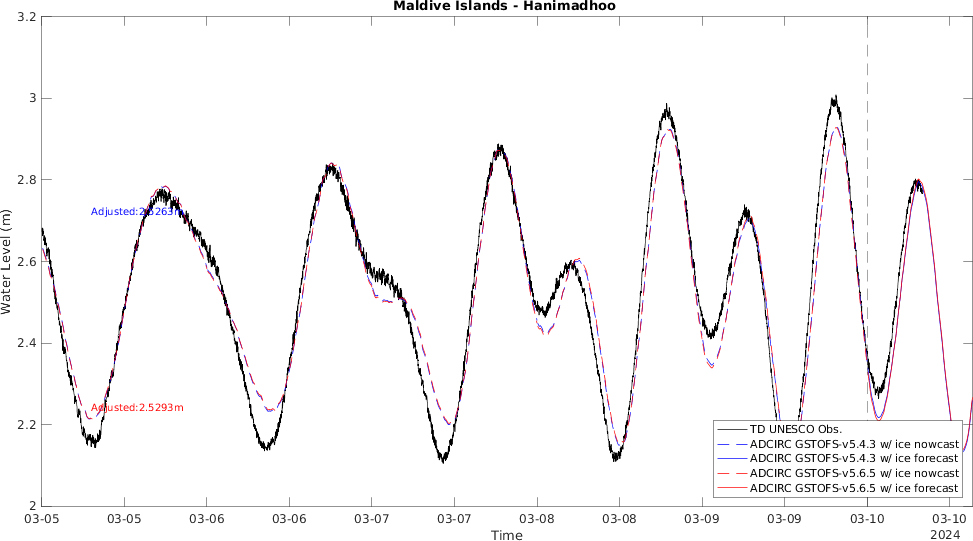 Maldive Islands - Hanimadhoo
3.2
3
2.8
2.6
2.4
2.2
2
Water Level (m)
Adjusted:2.5263m
Adjusted:2.5293m
TD UNESCO Obs.
ADCIRC GSTOFS-v5.4.3 w/ ice nowcast
ADCIRC GSTOFS-v5.4.3 w/ ice forecast
ADCIRC GSTOFS-v5.6.5 w/ ice nowcast
ADCIRC GSTOFS-v5.6.5 w/ ice forecast
03-05 03-05 03-06 03-06 03-07 03-07 03-08 03-08 03-09 03-09 03-10 03-10
2024
Time